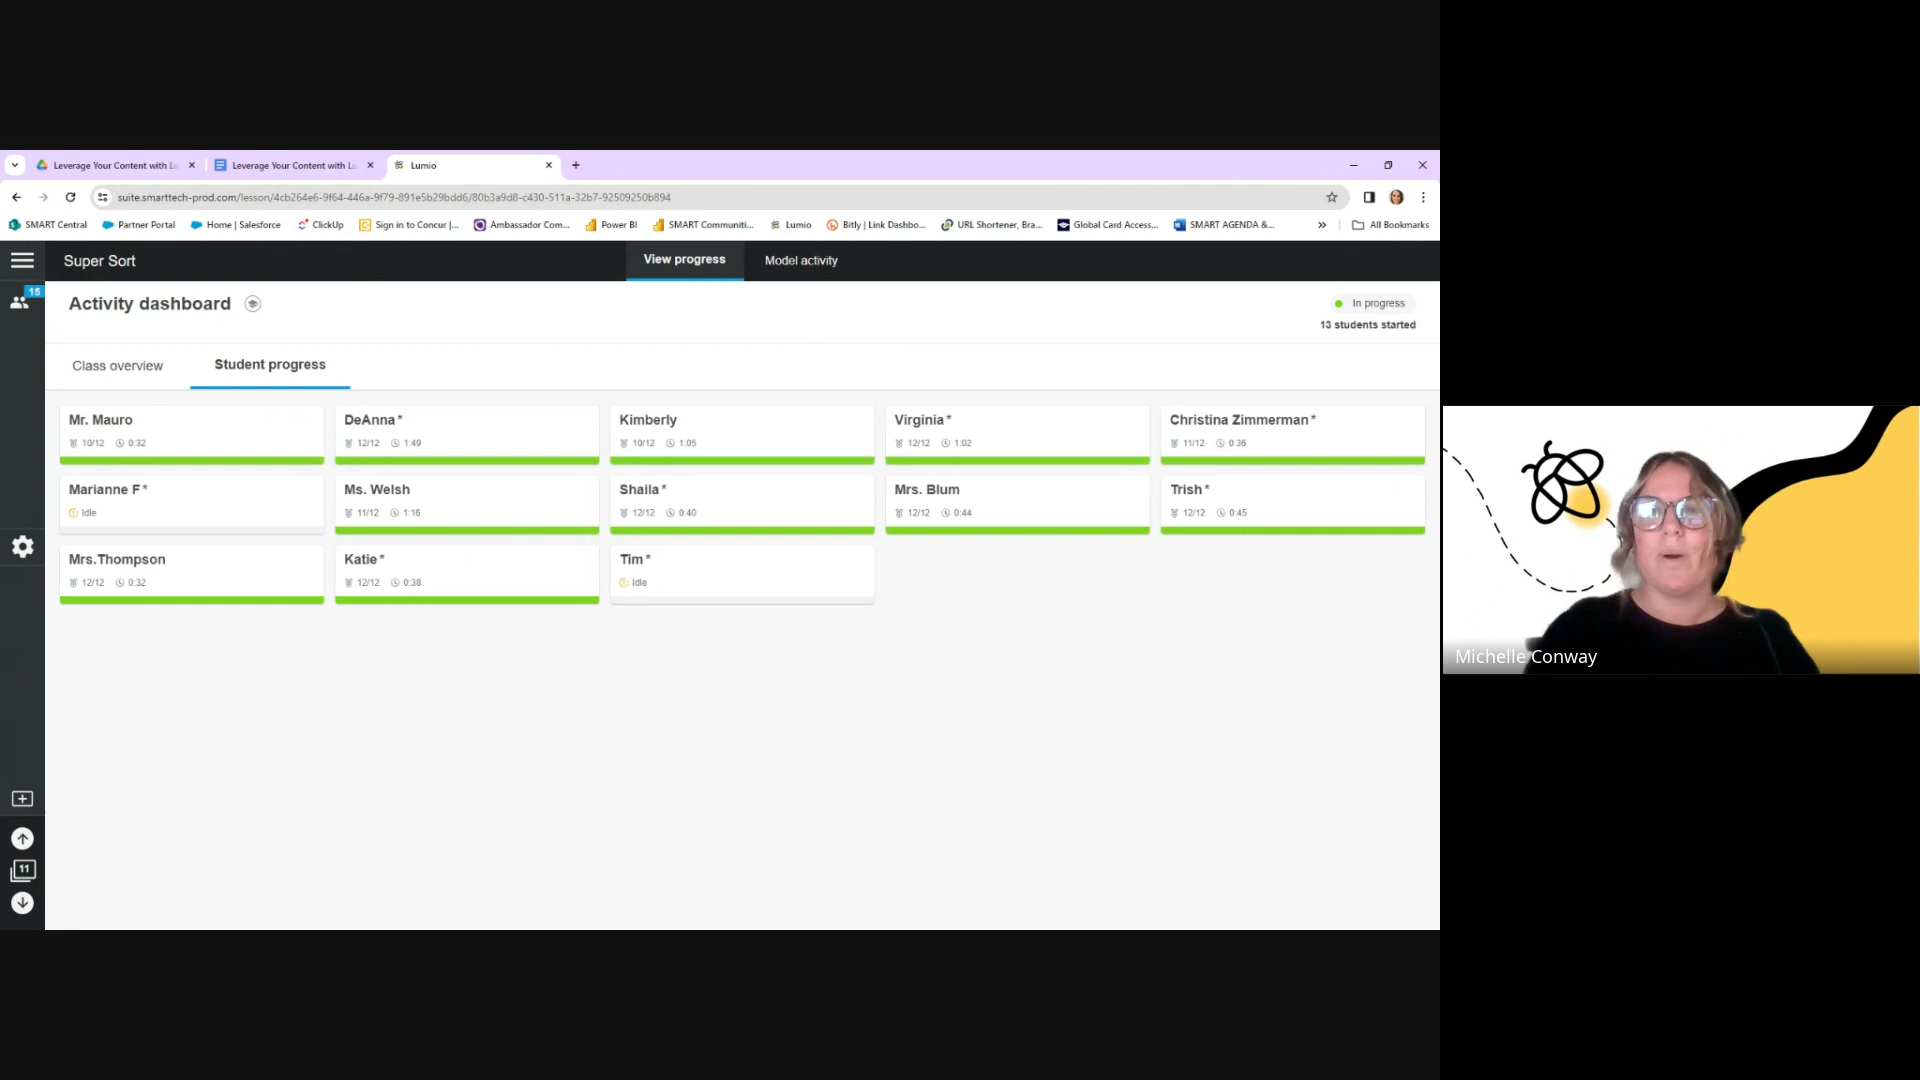 Leverage Your Content with Lu
Leverage Your Content with Lu
Lumio
suite.smarttech-prod.com/lesson/4cb264e6-9f64-446a-9f79-891e5b29bdd6/80b3a9d8-c430-511a-32b7-92509250b894
SMART Central
Partner Portal
Home | Salesforce
ClickUp
Sign in to Concur |...
Ambassador Com...
Power BI
SMART Communiti...
Lumio
Bitly | Link Dashbo...
URL Shortener, Bra...
Global Card Access...
SMART AGENDA &...
»
All Bookmarks
Super Sort
View progress
Model activity
15
Activity dashboard
In progress
13 students started
Class overview
Student progress
Mr. Mauro
10/12 0:32
DeAnna*
12/12 1:49
Kimberly
10/12 1:05
Virginia*
12/12 1:02
Christina Zimmerman*
11/12 0:36
Marianne F*
Idle
Ms. Welsh
11/12 1:16
Shaila*
12/12 0:40
Mrs. Blum
12/12 0:44
Trish*
12/12 0:45
Mrs.Thompson
12/12 0:32
Katie*
12/12 0:38
Tim*
Idle
11
Michelle Conway